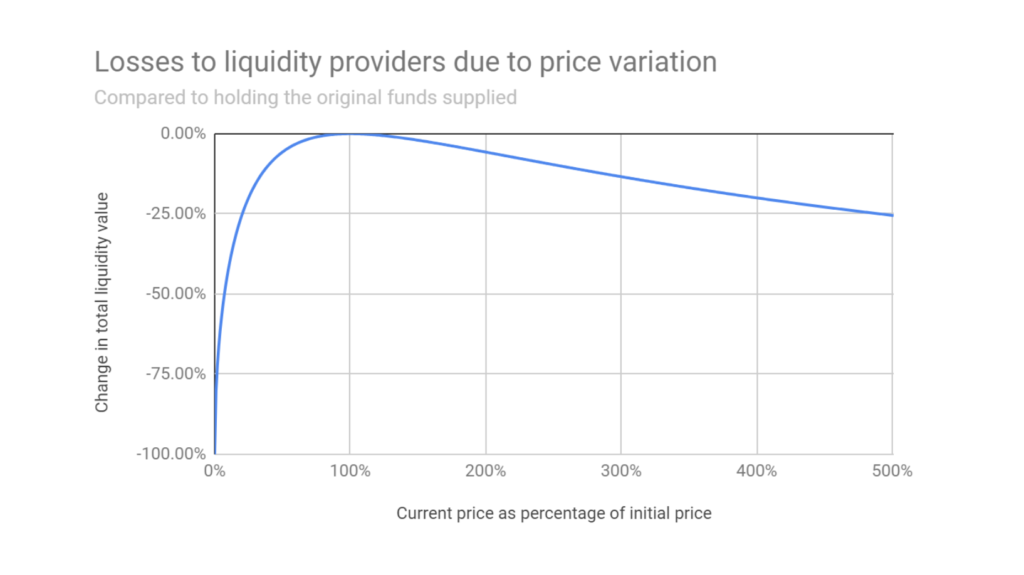 Losses to liquidity providers due to price variation
Compared to holding the original funds supplied
0.00%
-25.00%
-50.00%
-75.00%
-100.00%
Change in total liquidity value
0%
100%
200%
300%
400%
500%
Current price as percentage of initial price